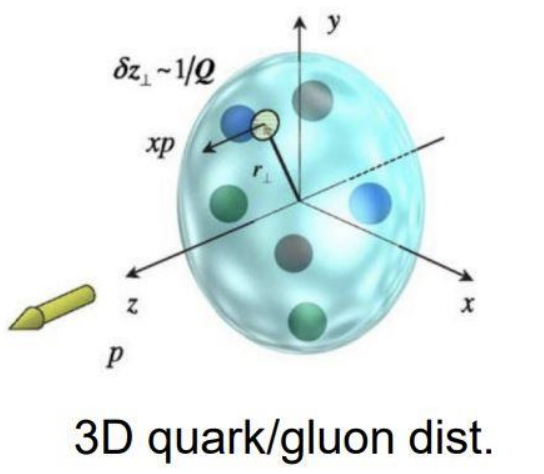 y
δz⊥ ~ 1/Q
xp
r⊥
z
x
p
3D quark/gluon dist.